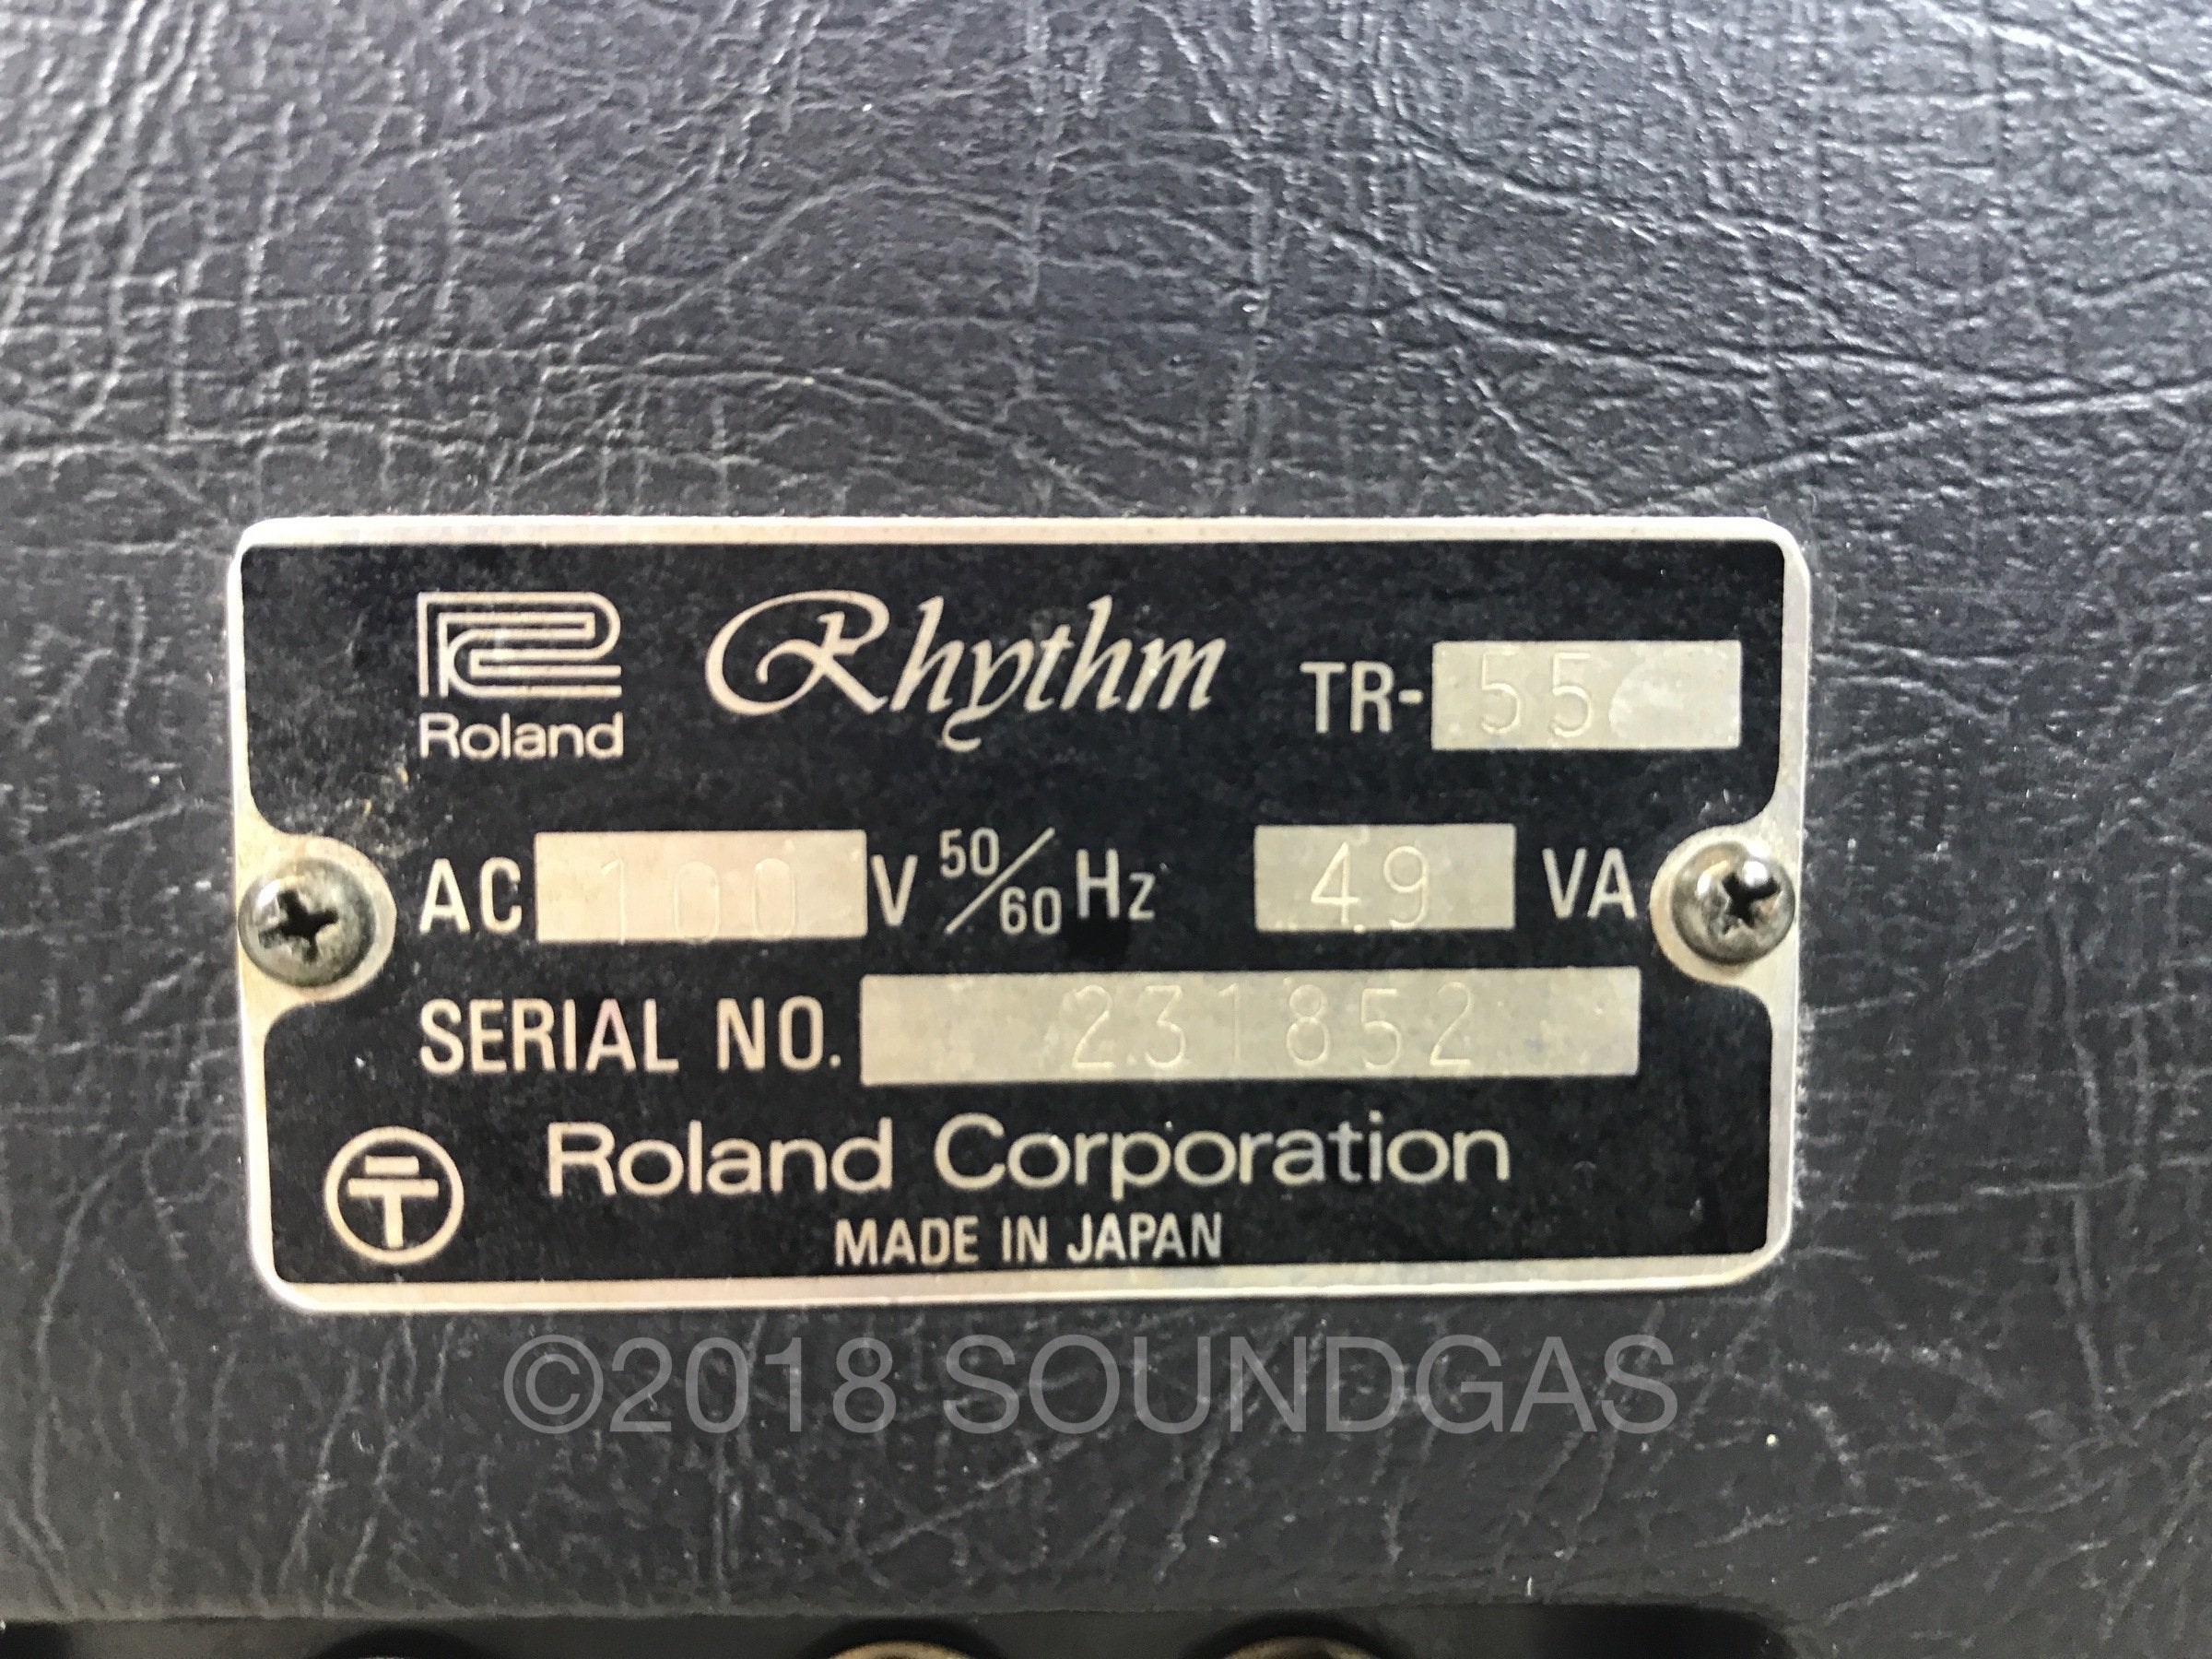 Roland
Rhythm TR-55
AC 100 V 50/60 Hz 49 VA
SERIAL NO. 231852
Roland Corporation
MADE IN JAPAN
©2018 SOUNDGAS